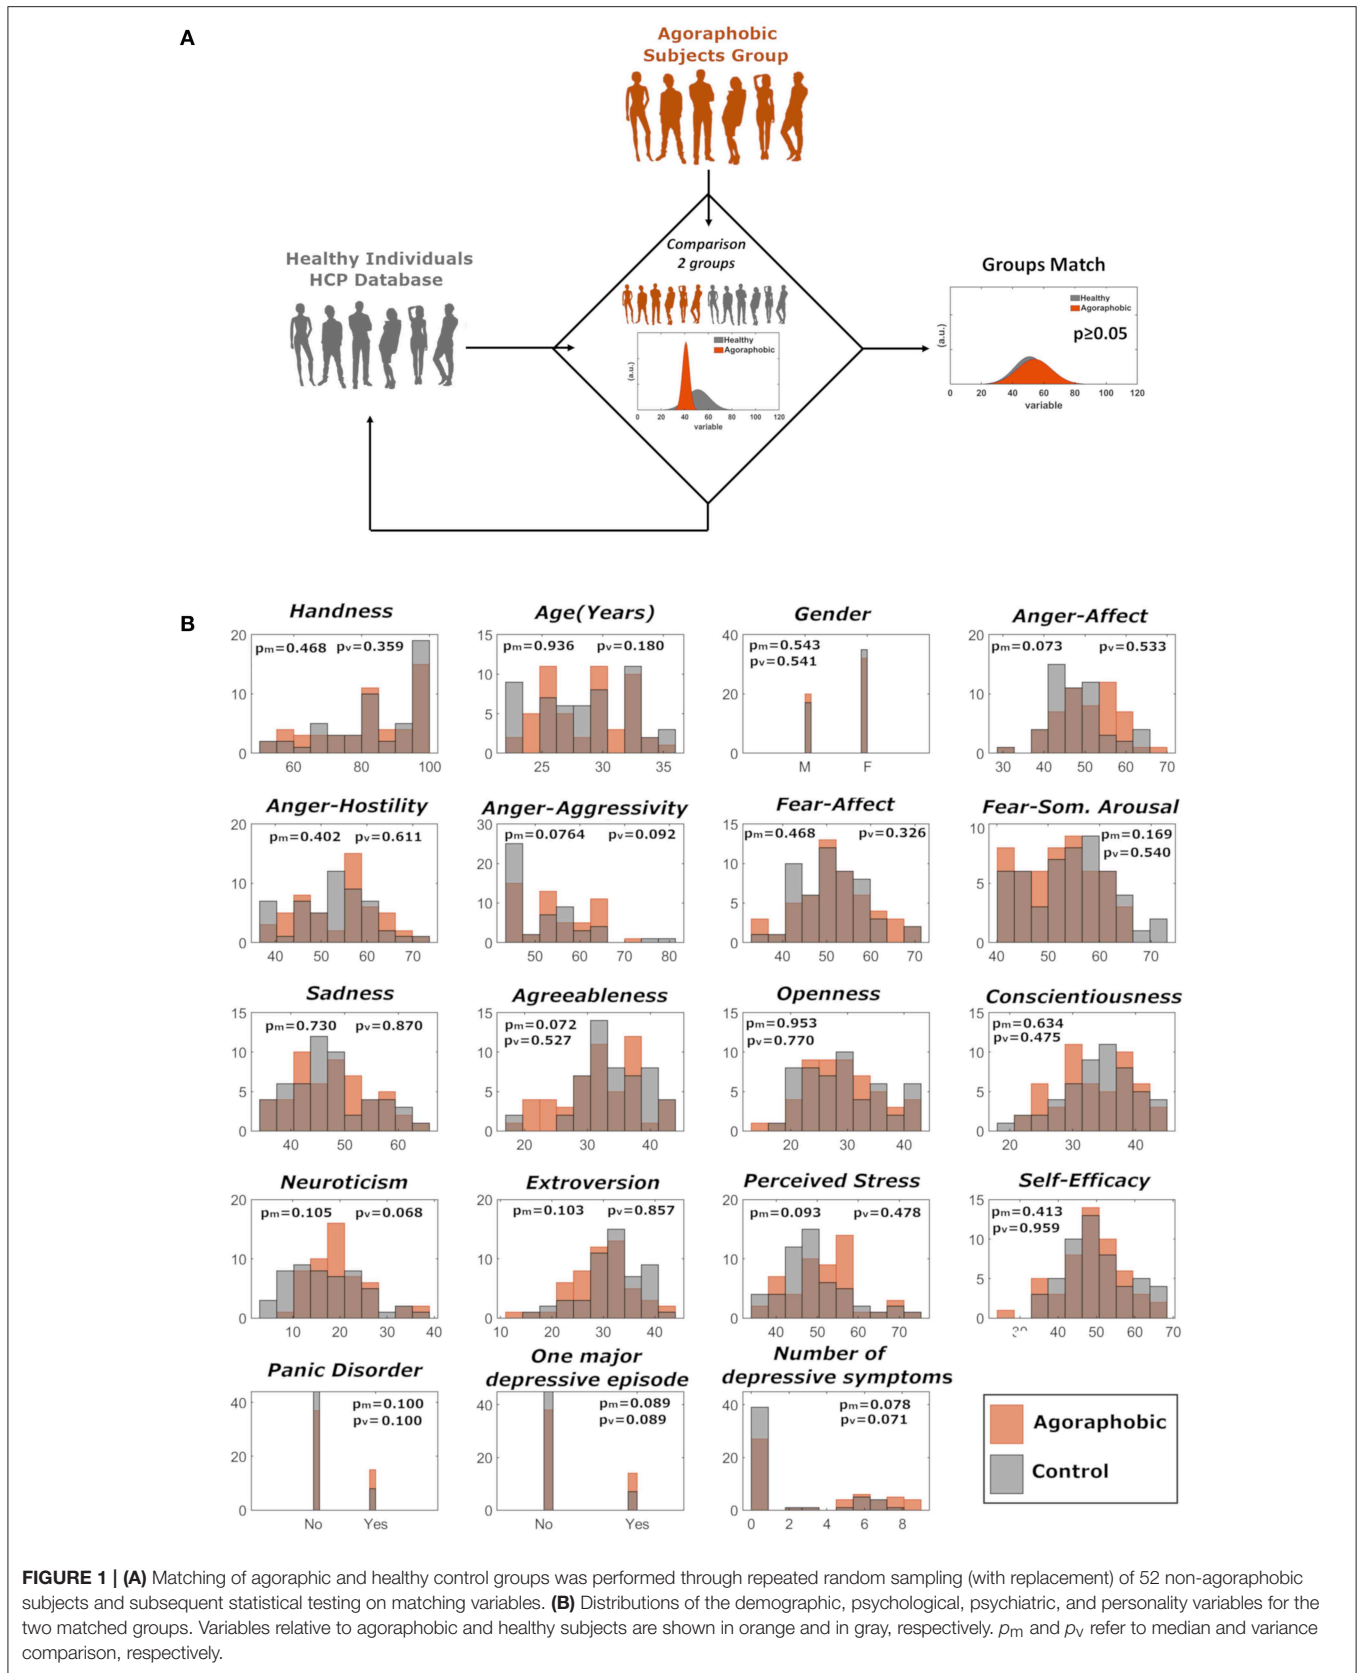 A
Agoraphobic
Subjects Group
Healthy Individuals
HCP Database
Comparison
2 groups
Healthy
Agoraphobic
(a.u.)
0 20 40 60 80 100 120
variable
Groups Match
Healthy
Agoraphobic
p≥0.05
(a.u.)
0 20 40 60 80 100 120
variable
B
Handness
pm=0.468 pv=0.359
20
10
0
60 80 100
Age(Years)
pm=0.936 pv=0.180
15
10
5
0
25 30 35
Gender
pm=0.543
pv=0.541
40
20
0
M F
Anger-Affect
pm=0.073 pv=0.533
20
10
0
30 40 50 60 70
Anger-Hostility
pm=0.402 pv=0.611
20
10
0
40 50 60 70
Anger-Aggressivity
pm=0.0764 pv=0.092
30
20
10
0
50 60 70 80
Fear-Affect
pm=0.468 pv=0.326
15
10
5
0
40 50 60 70
Fear-Som. Arousal
pm=0.169
pv=0.540
10
5
0
40 50 60 70
Sadness
pm=0.730 pv=0.870
15
10
5
0
40 50 60
Agreeableness
pm=0.072
pv=0.527
15
10
5
0
20 30 40
Openness
pm=0.953
pv=0.770
15
10
5
0
20 30 40
Conscientiousness
pm=0.634
pv=0.475
15
10
5
0
20 30 40
Neuroticism
pm=0.105 pv=0.068
20
10
0
10 20 30 40
Extroversion
pm=0.103 pv=0.857
20
10
0
10 20 30 40
Perceived Stress
pm=0.093 pv=0.478
20
10
0
40 50 60 70
Self-Efficacy
pm=0.413
pv=0.959
15
10
5
0
40 50 60 70
Panic Disorder
pm=0.100
pv=0.100
40
20
0
No Yes
One major
depressive episode
pm=0.089
pv=0.089
40
20
0
No Yes
Number of
depressive symptoms
pm=0.078
pv=0.071
40
30
20
10
0
0 2 4 6 8
Agoraphobic
Control
FIGURE 1 | (A) Matching of agoraphic and healthy control groups was performed through repeated random sampling (with replacement) of 52 non-agoraphobic
subjects and subsequent statistical testing on matching variables. (B) Distributions of the demographic, psychological, psychiatric, and personality variables for the
two matched groups. Variables relative to agoraphobic and healthy subjects are shown in orange and in gray, respectively. pm and pv refer to median and variance
comparison, respectively.